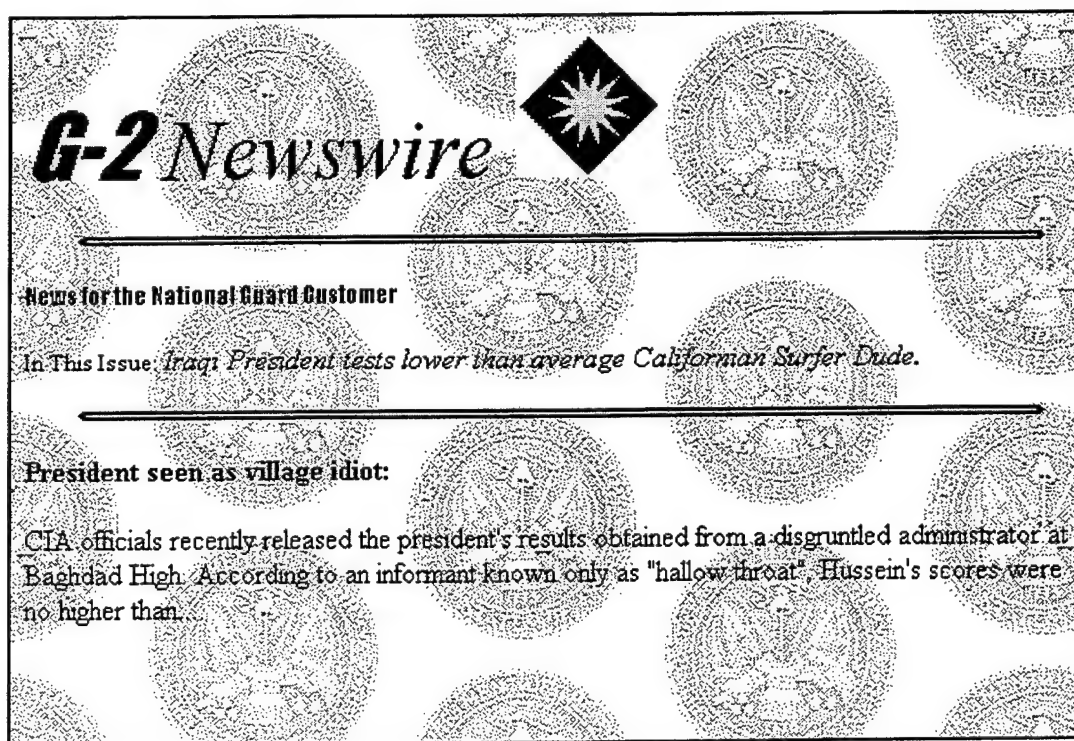 G-2 Newswire
News for the National Guard Customer
In This Issue: Iraqi President tests lower than average Californian Surfer Dude.
President seen as village idiot:
CIA officials recently released the president's results obtained from a disgruntled administrator at
Baghdad High. According to an informant known only as "hallow throat", Hussein's scores were
no higher than...